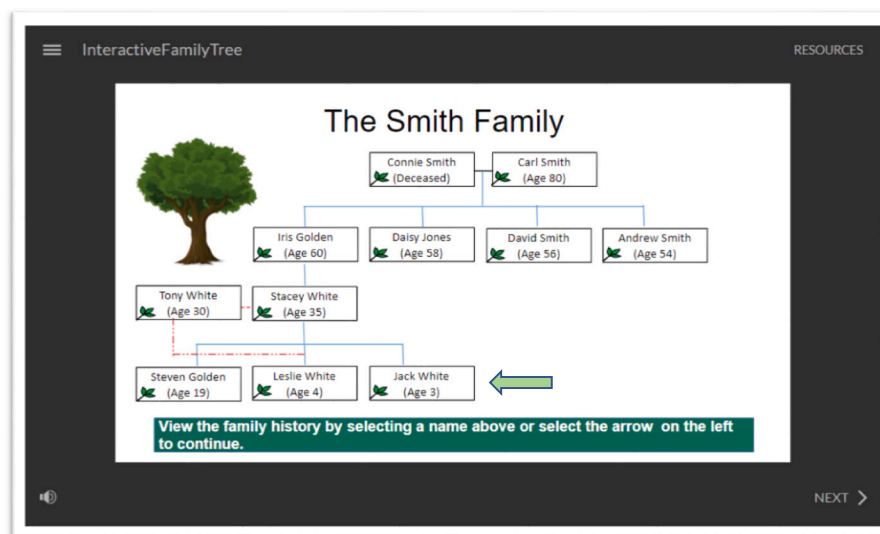 InteractiveFamilyTree
RESOURCES
The Smith Family
Connie Smith
(Deceased)
Carl Smith
(Age 80)
Iris Golden
(Age 60)
Daisy Jones
(Age 58)
David Smith
(Age 56)
Andrew Smith
(Age 54)
Tony White
(Age 30)
Stacey White
(Age 35)
Steven Golden
(Age 19)
Leslie White
(Age 4)
Jack White
(Age 3)
View the family history by selecting a name above or select the arrow on the left
to continue.
NEXT